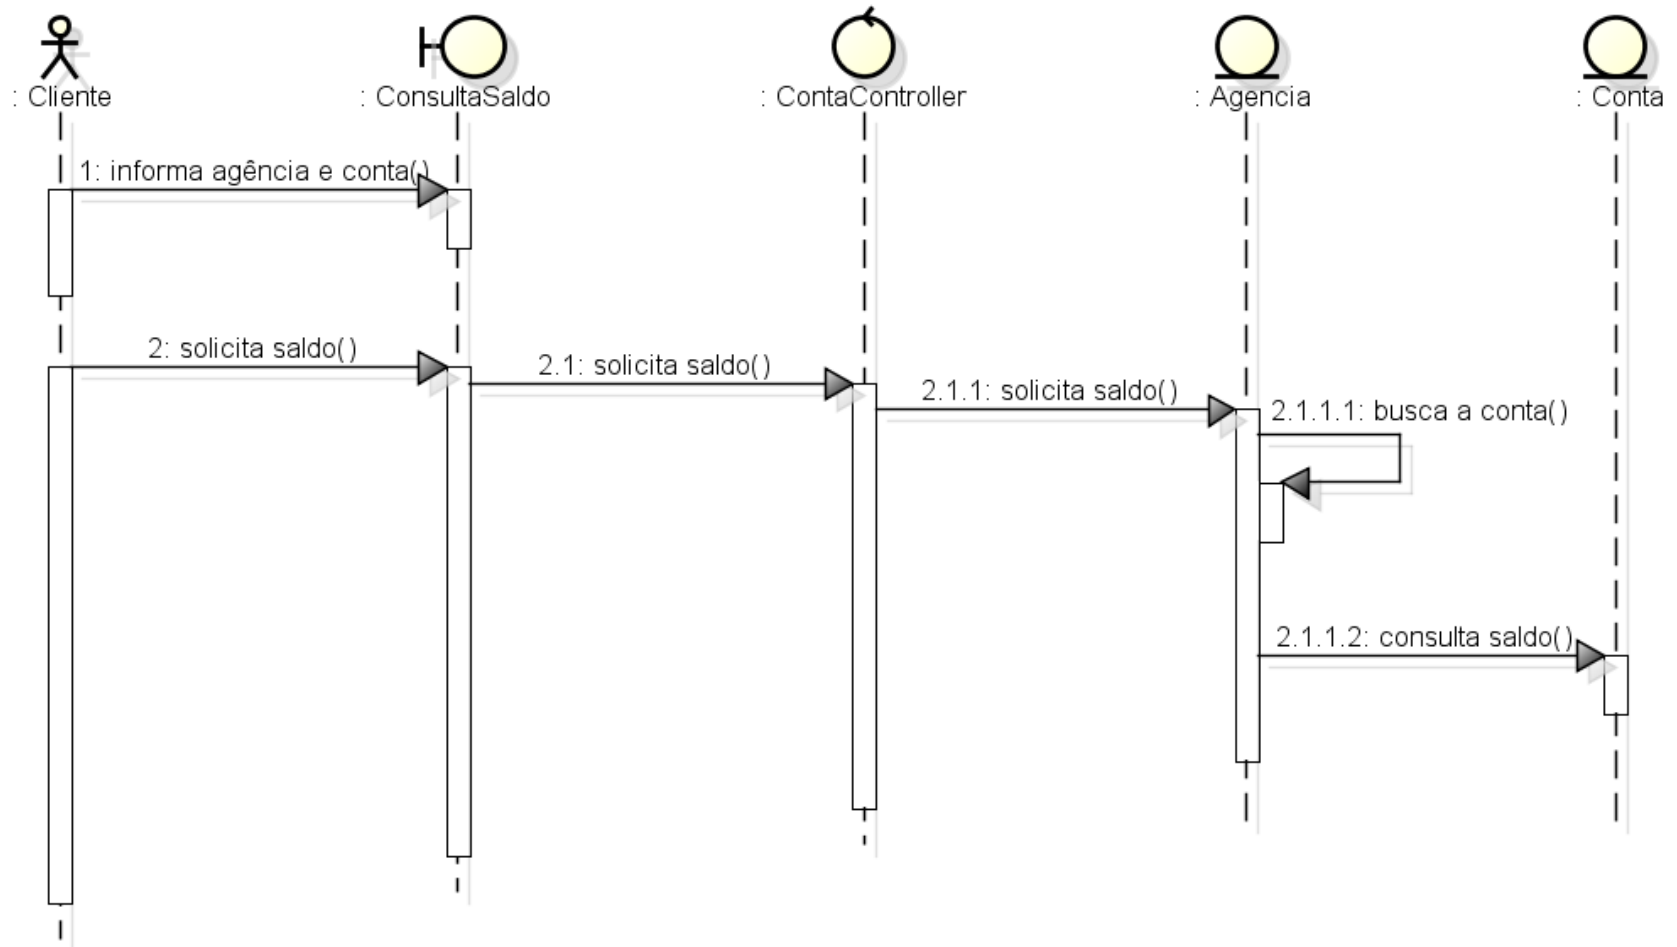 : Cliente
: ConsultaSaldo
: ContaController
: Agencia
: Conta
1: informa agência e conta()
2: solicita saldo()
2.1: solicita saldo()
2.1.1: solicita saldo()
2.1.1.1: busca a conta()
2.1.1.2: consulta saldo()